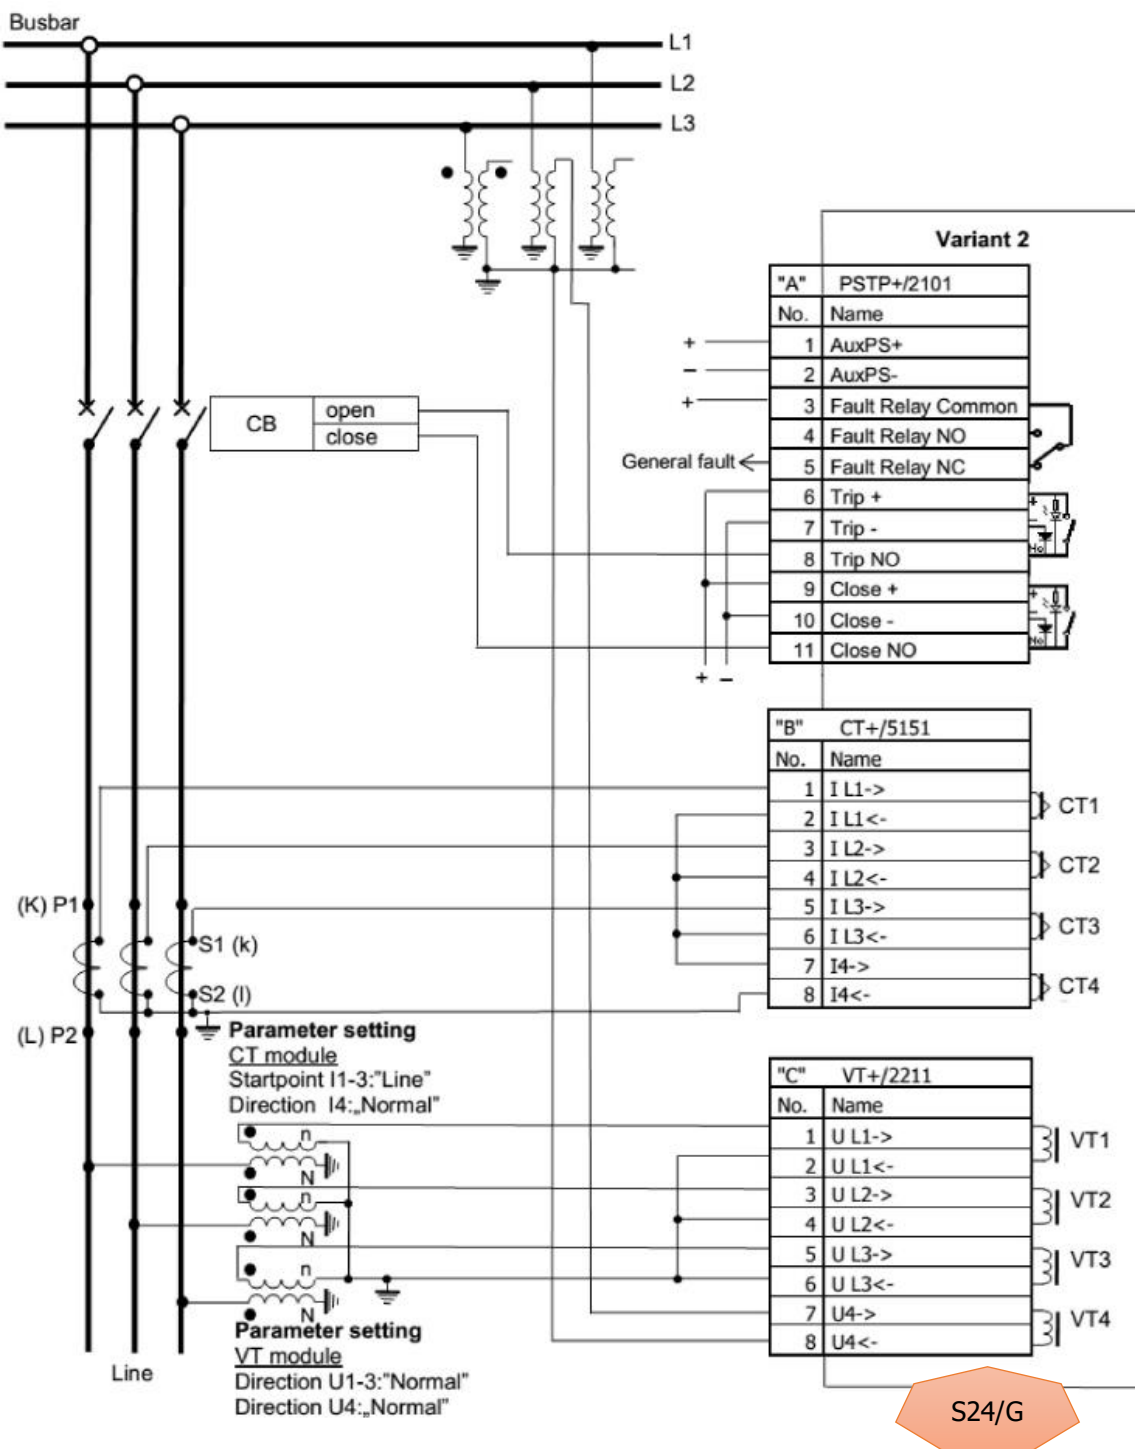 Busbar
L1
L2
L3
Variant 2
"A" PSTP+/2101
No. Name
+ 1 AuxPS+
− 2 AuxPS-
+ 3 Fault Relay Common
4 Fault Relay NO
General fault 5 Fault Relay NC
6 Trip +
7 Trip -
8 Trip NO
9 Close +
10 Close -
11 Close NO
+ −
+ No
+ No
CB open
close
"B" CT+/5151
No. Name
1 I L1->
2 I L1<-
CT1
3 I L2->
4 I L2<-
CT2
5 I L3->
6 I L3<-
CT3
7 I4->
8 I4<-
CT4
(K) P1
S1 (k)
S2 (l)
(L) P2
Parameter setting
CT module
Startpoint I1-3:"Line"
Direction I4:„Normal"
"C" VT+/2211
No. Name
1 U L1->
2 U L1<-
VT1
3 U L2->
4 U L2<-
VT2
5 U L3->
6 U L3<-
VT3
7 U4->
8 U4<-
VT4
n
N
n
N
n
N
Parameter setting
VT module
Direction U1-3:"Normal"
Direction U4:„Normal"
Line
S24/G